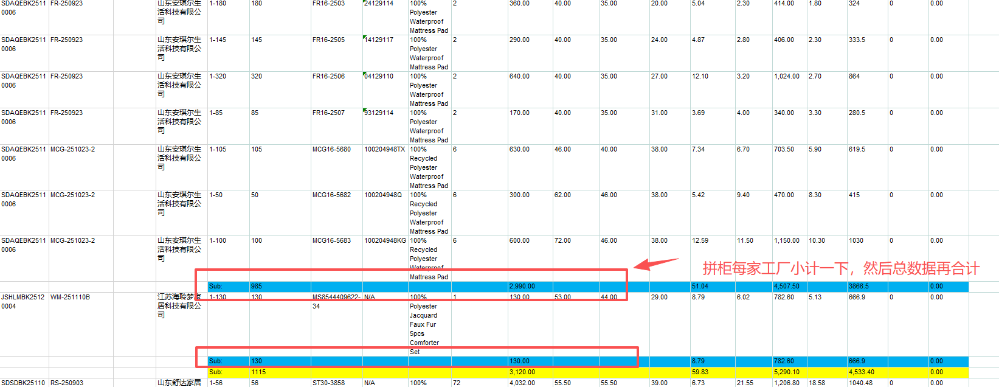 SDAQEBK2511 FR-250923 山东安琪尔生 1-180 180 FR16-2503 24129114 100% 2 360.00 40.00 35.00 20.00 5.04 2.30 414.00 1.80 324 0 0.00
0006 活科技有限公 Polyester
司 Waterproof
Mattress Pad
SDAQEBK2511 FR-250923 山东安琪尔生 1-145 145 FR16-2505 14129117 100% 2 290.00 40.00 35.00 24.00 4.87 2.80 406.00 2.30 333.5 0 0.00
0006 活科技有限公 Polyester
司 Waterproof
Mattress Pad
SDAQEBK2511 FR-250923 山东安琪尔生 1-320 320 FR16-2506 04129110 100% 2 640.00 40.00 35.00 27.00 12.10 3.20 1,024.00 2.70 864 0 0.00
0006 活科技有限公 Polyester
司 Waterproof
Mattress Pad
SDAQEBK2511 FR-250923 山东安琪尔生 1-85 85 FR16-2507 93129114 100% 2 170.00 40.00 35.00 31.00 3.69 4.00 340.00 3.30 280.5 0 0.00
0006 活科技有限公 Polyester
司 Waterproof
Mattress Pad
SDAQEBK2511 MCG-251023-2 山东安琪尔生 1-105 105 MCG16-5680 100204948TX 100% 6 630.00 46.00 40.00 38.00 7.34 6.70 703.50 5.90 619.5 0 0.00
0006 活科技有限公 Recycled
司 Polyester
Waterproof
Mattress Pad
SDAQEBK2511 MCG-251023-2 山东安琪尔生 1-50 50 MCG16-5682 100204948Q 100% 6 300.00 62.00 46.00 38.00 5.42 9.40 470.00 8.30 415 0 0.00
0006 活科技有限公 Recycled
司 Polyester
Waterproof
Mattress Pad
SDAQEBK2511 MCG-251023-2 山东安琪尔生 1-100 100 MCG16-5683 100204948KG 100% 6 600.00 72.00 46.00 38.00 12.59 11.50 1,150.00 10.30 1030 0 0.00
0006 活科技有限公 Recycled
司 Polyester
Waterproof
Mattress Pad
拼柜每家工厂小计一下，然后总数据再合计
Sub: 985 2,990.00 51.04 4,507.50 3866.5 0.00
JSHLMBK2512 WM-251110B 江苏海聆梦家 1-130 130 MS8544409622- N/A 100% 1 130.00 53.00 44.00 29.00 8.79 6.02 782.60 5.13 666.9 0 0.00
0004 居科技有限公 34 Polyester
司 Jacquard
Faux Fur
5pcs
Comforter
Set
Sub: 130 130.00 8.79 782.60 666.9 0.00
Sub: 1115 3,120.00 59.83 5,290.10 4,533.40 0.00
SDSDBK25110 RS-250903 山东舒达家居 1-56 56 ST30-3858 N/A 100% 72 4,032.00 55.50 55.50 39.00 6.73 21.55 1,206.80 18.58 1040.48 0 0.00